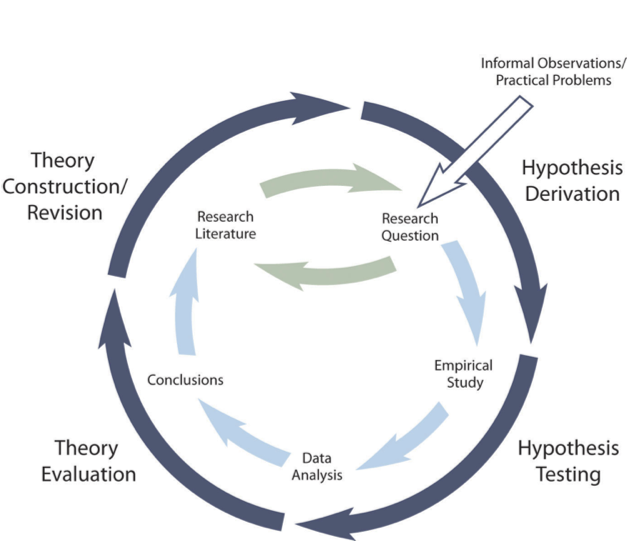 Informal Observations/
Practical Problems
Theory
Construction/
Revision
Hypothesis
Derivation
Research
Literature
Research
Question
Conclusions
Empirical
Study
Data
Analysis
Theory
Evaluation
Hypothesis
Testing